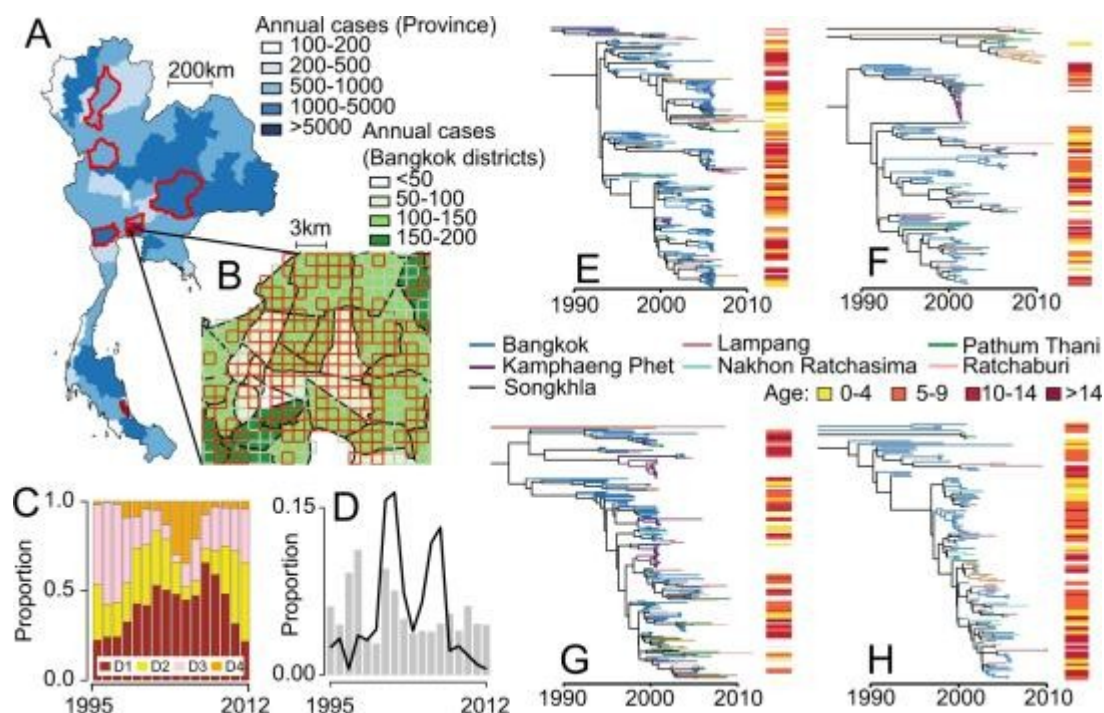 A
Annual cases (Province)
100-200
200-500
500-1000
1000-5000
>5000
200km
Annual cases
(Bangkok districts)
<50
50-100
100-150
150-200
3km
B
C
1.0
0.5
0.0
Proportion
D1 D2 D3 D4
1995 2012
D
0.15
0.00
Proportion
1995 2012
E
1990 2000 2010
F
1990 2000 2010
Bangkok
Kamphaeng Phet
Songkhla
Lampang
Nakhon Ratchasima
Pathum Thani
Ratchaburi
Age: 0-4 5-9 10-14 >14
G
1990 2000 2010
H
1990 2000 2010